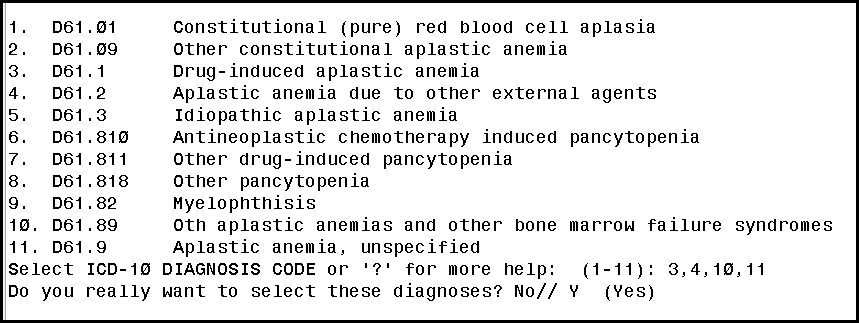 1. D61.01 Constitutional (pure) red blood cell aplasia
2. D61.09 Other constitutional aplastic anemia
3. D61.1 Drug-induced aplastic anemia
4. D61.2 Aplastic anemia due to other external agents
5. D61.3 Idiopathic aplastic anemia
6. D61.810 Antineoplastic chemotherapy induced pancytopenia
7. D61.811 Other drug-induced pancytopenia
8. D61.818 Other pancytopenia
9. D61.82 Myelophthisis
10. D61.89 Oth aplastic anemias and other bone marrow failure syndromes
11. D61.9 Aplastic anemia, unspecified
Select ICD-10 DIAGNOSIS CODE or '?' for more help: (1-11): 3,4,10,11
Do you really want to select these diagnoses? No// Y (Yes)